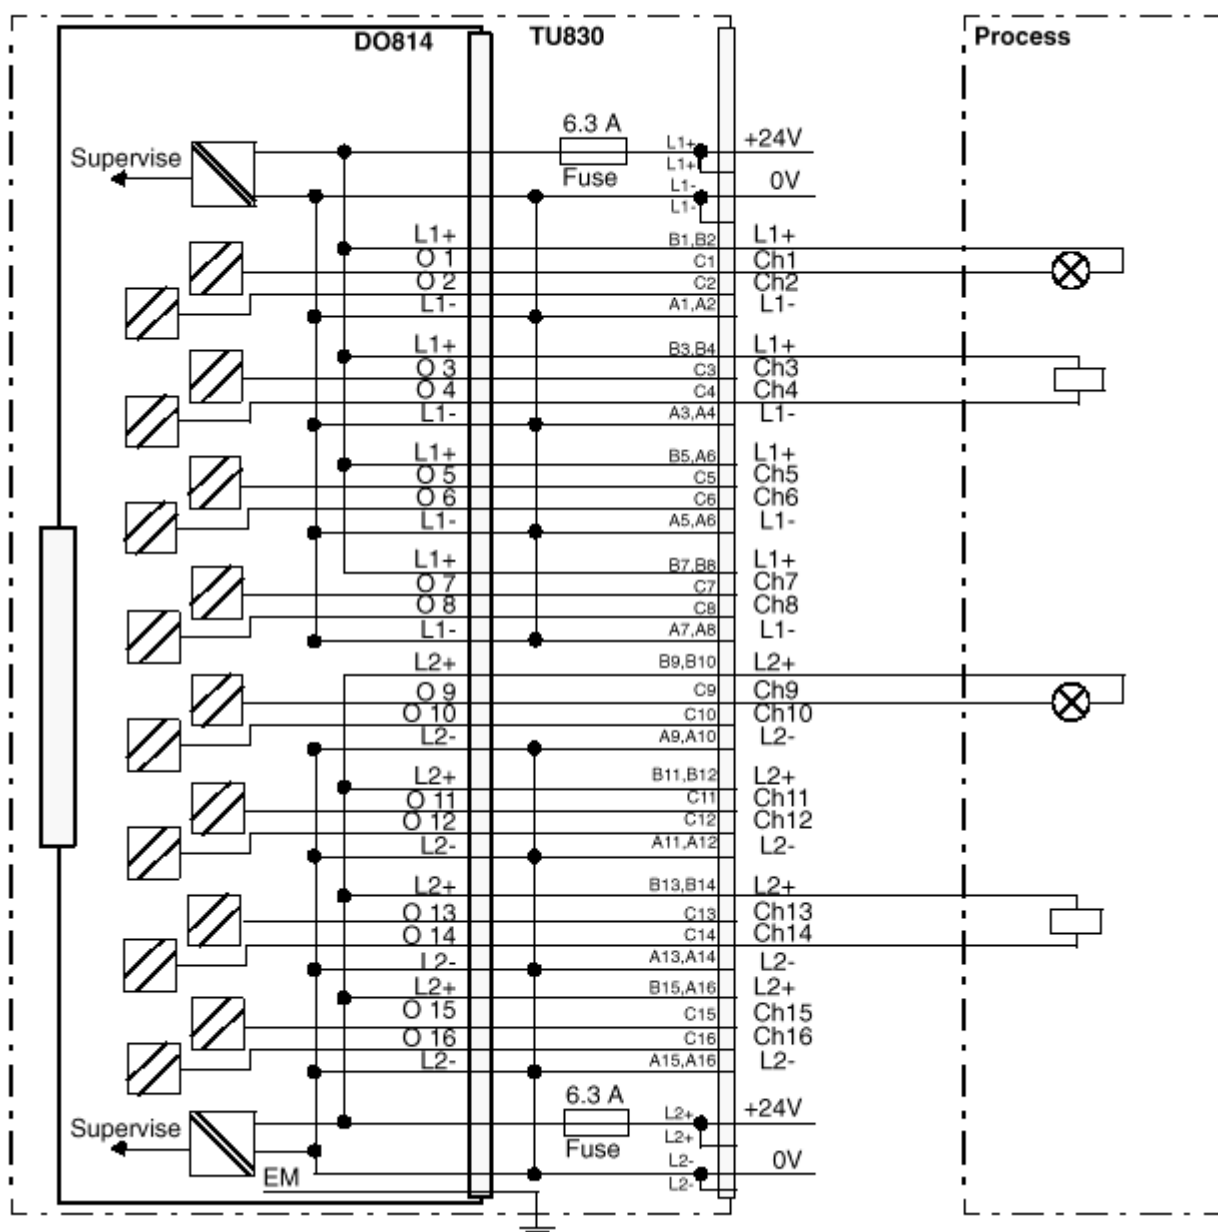 DO814 TU830 Process
6.3 A L1+ +24V
Supervise L1+
Fuse L1- 0V
L1-
L1+ B1,B2 L1+
O 1 C1 Ch1
O 2 C2 Ch2
L1- A1,A2 L1-
L1+ B3,B4 L1+
O 3 C3 Ch3
O 4 C4 Ch4
L1- A3,A4 L1-
L1+ B5,A6 L1+
O 5 C5 Ch5
O 6 C6 Ch6
L1- A5,A6 L1-
L1+ B7,B8 L1+
O 7 C7 Ch7
O 8 C8 Ch8
L1- A7,A8 L1-
L2+ B9,B10 L2+
O 9 C9 Ch9
O 10 C10 Ch10
L2- A9,A10 L2-
L2+ B11,B12 L2+
O 11 C11 Ch11
O 12 C12 Ch12
L2- A11,A12 L2-
L2+ B13,B14 L2+
O 13 C13 Ch13
O 14 C14 Ch14
L2- A13,A14 L2-
L2+ B15,A16 L2+
O 15 C15 Ch15
O 16 C16 Ch16
L2- A15,A16 L2-
6.3 A L2+ +24V
Supervise L2+
Fuse L2- 0V
EM L2-